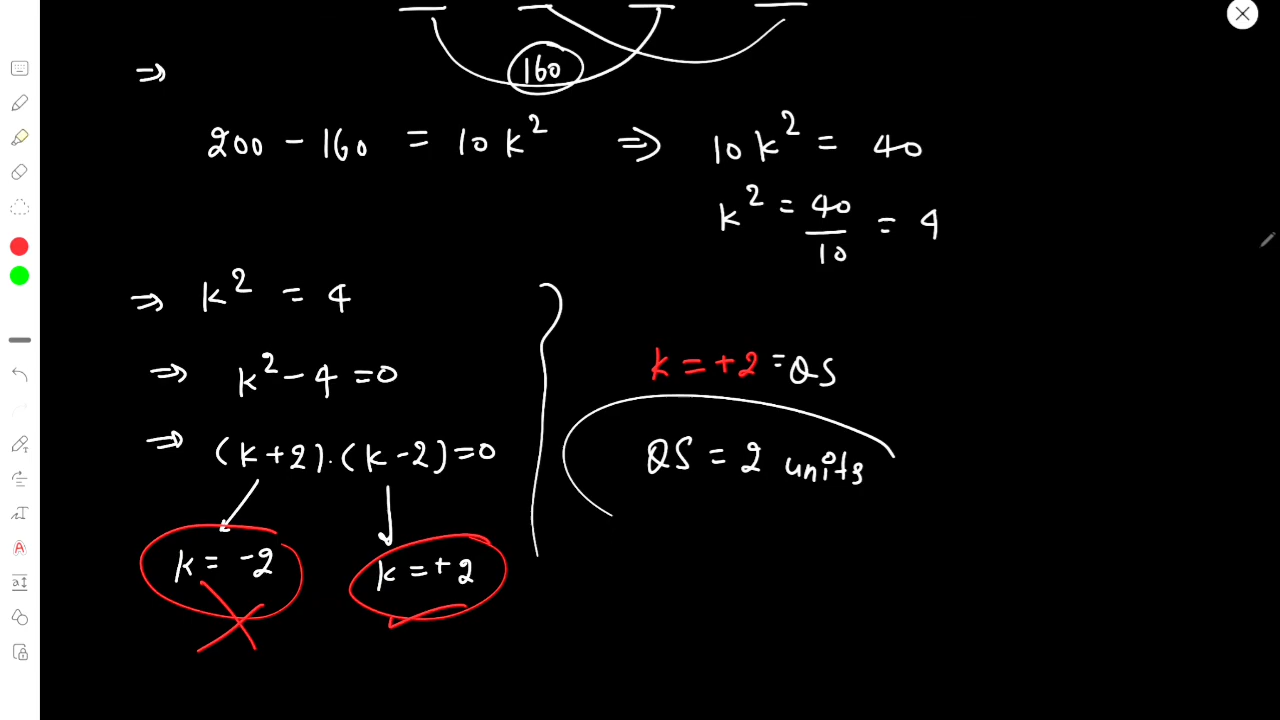 160
⇒
200 - 160 = 10k² ⇒ 10k² = 40
k² = 40/10 = 4
⇒ k² = 4
⇒ k² - 4 = 0
k = +2 = QS
⇒ (k+2).(k-2) = 0
QS = 2 units
k = -2
k = +2